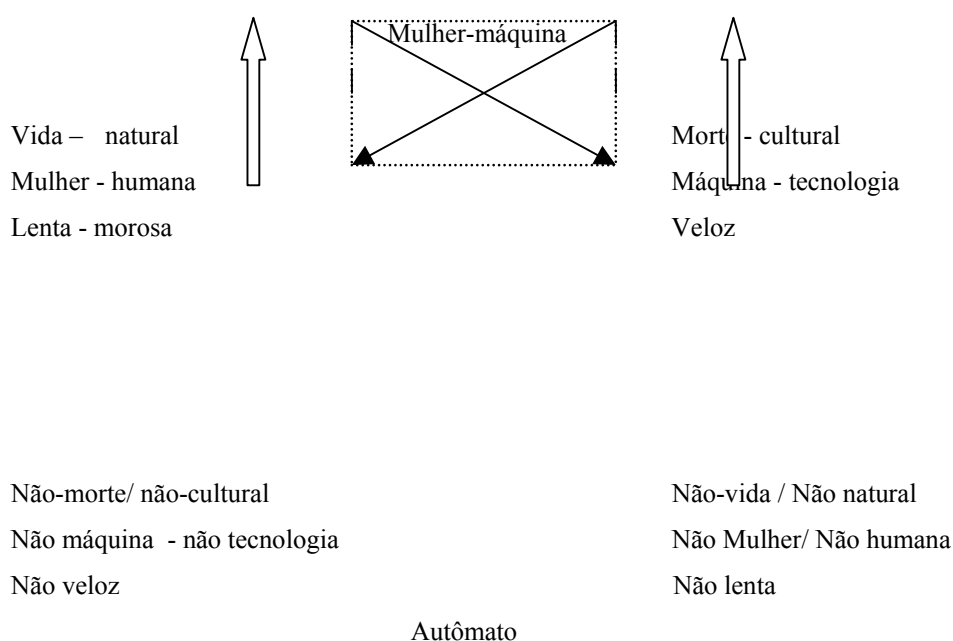 Mulher-máquina
Vida – natural
Morte - cultural
Mulher - humana
Máquina - tecnologia
Lenta - morosa
Veloz
Não-morte/ não-cultural
Não-vida / Não natural
Não máquina - não tecnologia
Não Mulher/ Não humana
Não veloz
Não lenta
Autômato